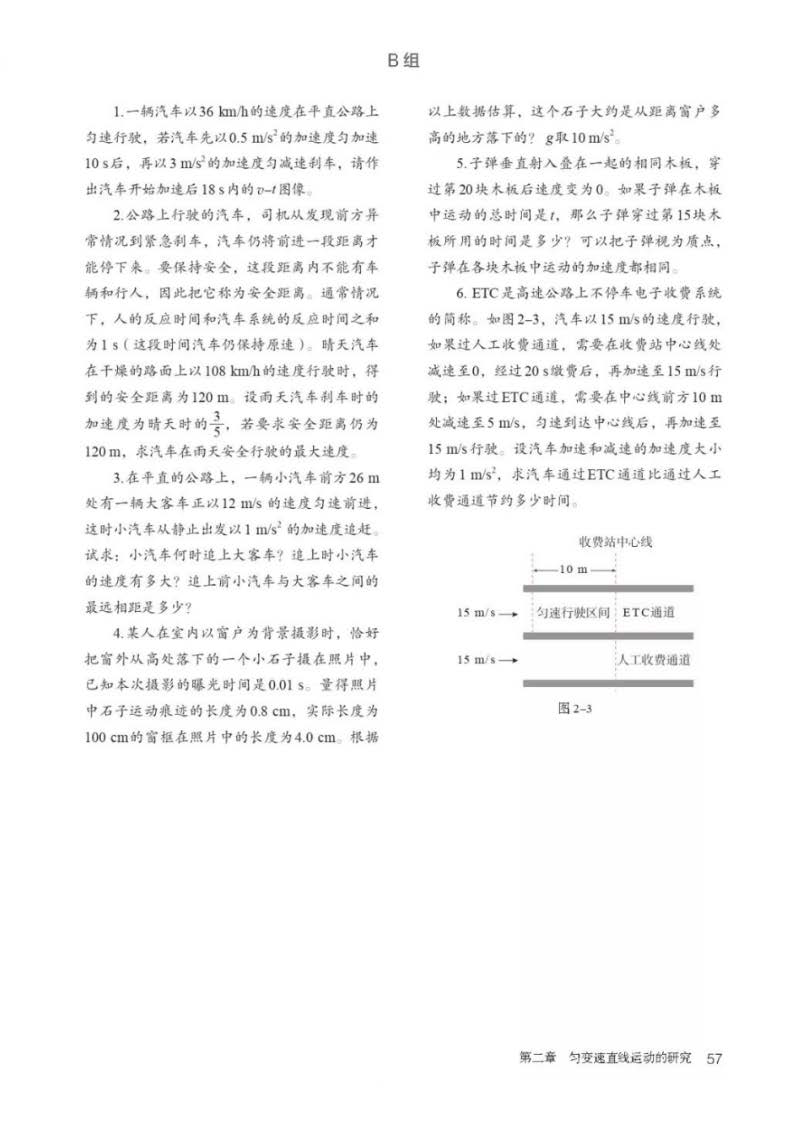 B 组
1.一辆汽车以36 km/h的速度在平直公路上
匀速行驶，若汽车先以0.5 m/s²的加速度匀加速
10 s后，再以3 m/s²的加速度匀减速刹车，请作
出汽车开始加速后18 s内的v-t图像。
2.公路上行驶的汽车，司机从发现前方异
常情况到紧急刹车，汽车仍将前进一段距离才
能停下来。要保持安全，这段距离内不能有车
辆和行人，因此把它称为安全距离。通常情况
下，人的反应时间和汽车系统的反应时间之和
为1 s（这段时间汽车仍保持原速）。晴天汽车
在干燥的路面上以108 km/h的速度行驶时，得
到的安全距离为120 m。设雨天汽车刹车时的
加速度为晴天时的3/5，若要求安全距离仍为
120 m，求汽车在雨天安全行驶的最大速度。
3.在平直的公路上，一辆小汽车前方26 m
处有一辆大客车正以12 m/s 的速度匀速前进，
这时小汽车从静止出发以1 m/s² 的加速度追赶。
试求：小汽车何时追上大客车？追上时小汽车
的速度有多大？追上前小汽车与大客车之间的
最远相距是多少？
4.某人在室内以窗户为背景摄影时，恰好
把窗外从高处落下的一个小石子摄在照片中，
已知本次摄影的曝光时间是0.01 s。量得照片
中石子运动痕迹的长度为0.8 cm，实际长度为
100 cm的窗框在照片中的长度为4.0 cm。根据
以上数据估算，这个石子大约是从距离窗户多
高的地方落下的？ g取10 m/s²。
5.子弹垂直射入叠在一起的相同木板，穿
过第20块木板后速度变为0。如果子弹在木板
中运动的总时间是t，那么子弹穿过第15块木
板所用的时间是多少？可以把子弹视为质点，
子弹在各块木板中运动的加速度都相同。
6. ETC是高速公路上不停车电子收费系统
的简称。如图2-3，汽车以15 m/s的速度行驶，
如果过人工收费通道，需要在收费站中心线处
减速至0，经过20 s缴费后，再加速至15 m/s行
驶；如果过ETC通道，需要在中心线前方10 m
处减速至5 m/s，匀速到达中心线后，再加速至
15 m/s行驶。设汽车加速和减速的加速度大小
均为1 m/s²，求汽车通过ETC通道比通过人工
收费通道节约多少时间。
收费站中心线
10 m
15 m/s 匀速行驶区间 ETC通道
15 m/s 人工收费通道
图 2-3
第二章 匀变速直线运动的研究 57